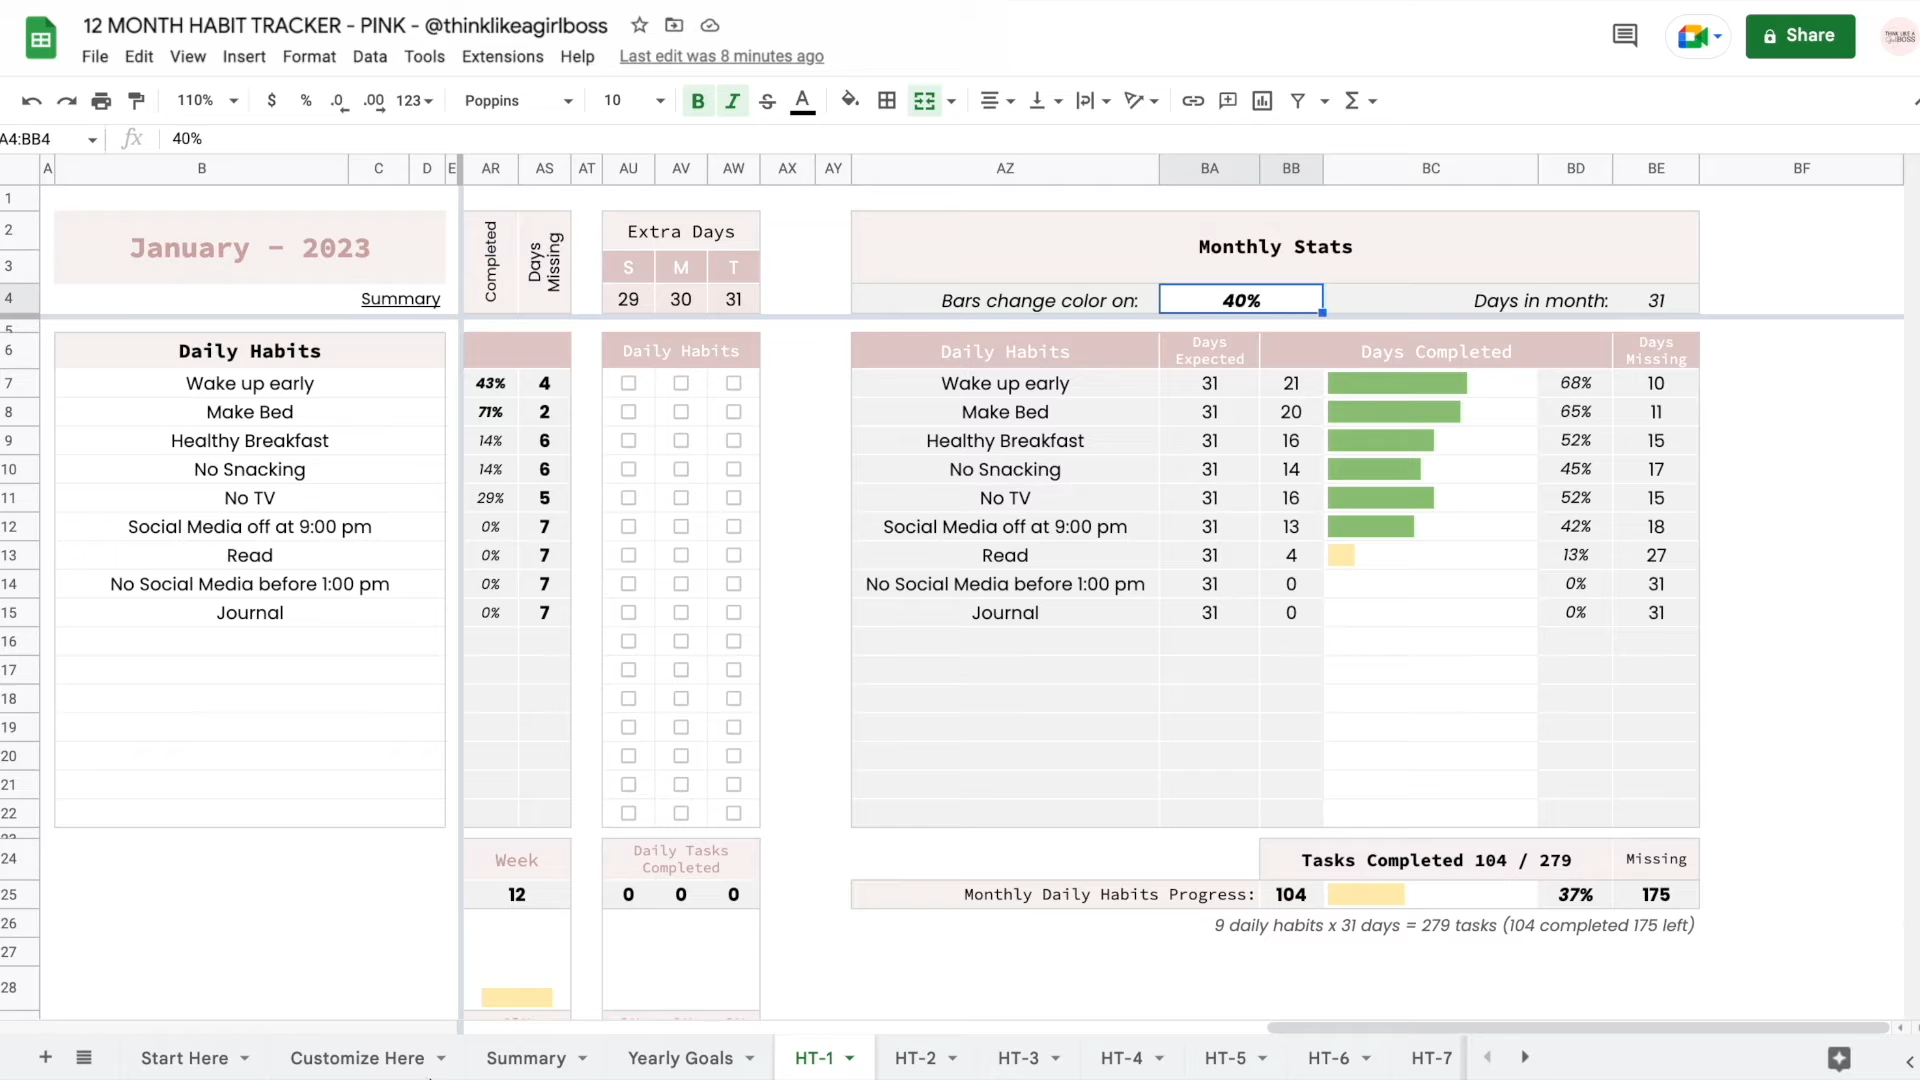 12 MONTH HABIT TRACKER - PINK - @thinklikeagirlboss
File Edit View Insert Format Data Tools Extensions Help Last edit was 8 minutes ago
Share
110% $ % .0 .00 123 Poppins 10 B I S A Σ
A4:BB4 fx 40%
A B C D E AR AS AT AU AV AW AX AY AZ BA BB BC BD BE BF
1
2 January - 2023 Completed Days Missing Extra Days Monthly Stats
3 S M T
4 Summary 29 30 31 Bars change color on: 40% Days in month: 31
5
6 Daily Habits Daily Habits Daily Habits Days Expected Days Completed Days Missing
7 Wake up early 43% 4 Wake up early 31 21 68% 10
8 Make Bed 71% 2 Make Bed 31 20 65% 11
9 Healthy Breakfast 14% 6 Healthy Breakfast 31 16 52% 15
10 No Snacking 14% 6 No Snacking 31 14 45% 17
11 No TV 29% 5 No TV 31 16 52% 15
12 Social Media off at 9:00 pm 0% 7 Social Media off at 9:00 pm 31 13 42% 18
13 Read 0% 7 Read 31 4 13% 27
14 No Social Media before 1:00 pm 0% 7 No Social Media before 1:00 pm 31 0 0% 31
15 Journal 0% 7 Journal 31 0 0% 31
16
17
18
19
20
21
22
24 Week Daily Tasks Completed Tasks Completed 104 / 279 Missing
25 12 0 0 0 Monthly Daily Habits Progress: 104 37% 175
26 9 daily habits x 31 days = 279 tasks (104 completed 175 left)
27
28
Start Here Customize Here Summary Yearly Goals HT-1 HT-2 HT-3 HT-4 HT-5 HT-6 HT-7